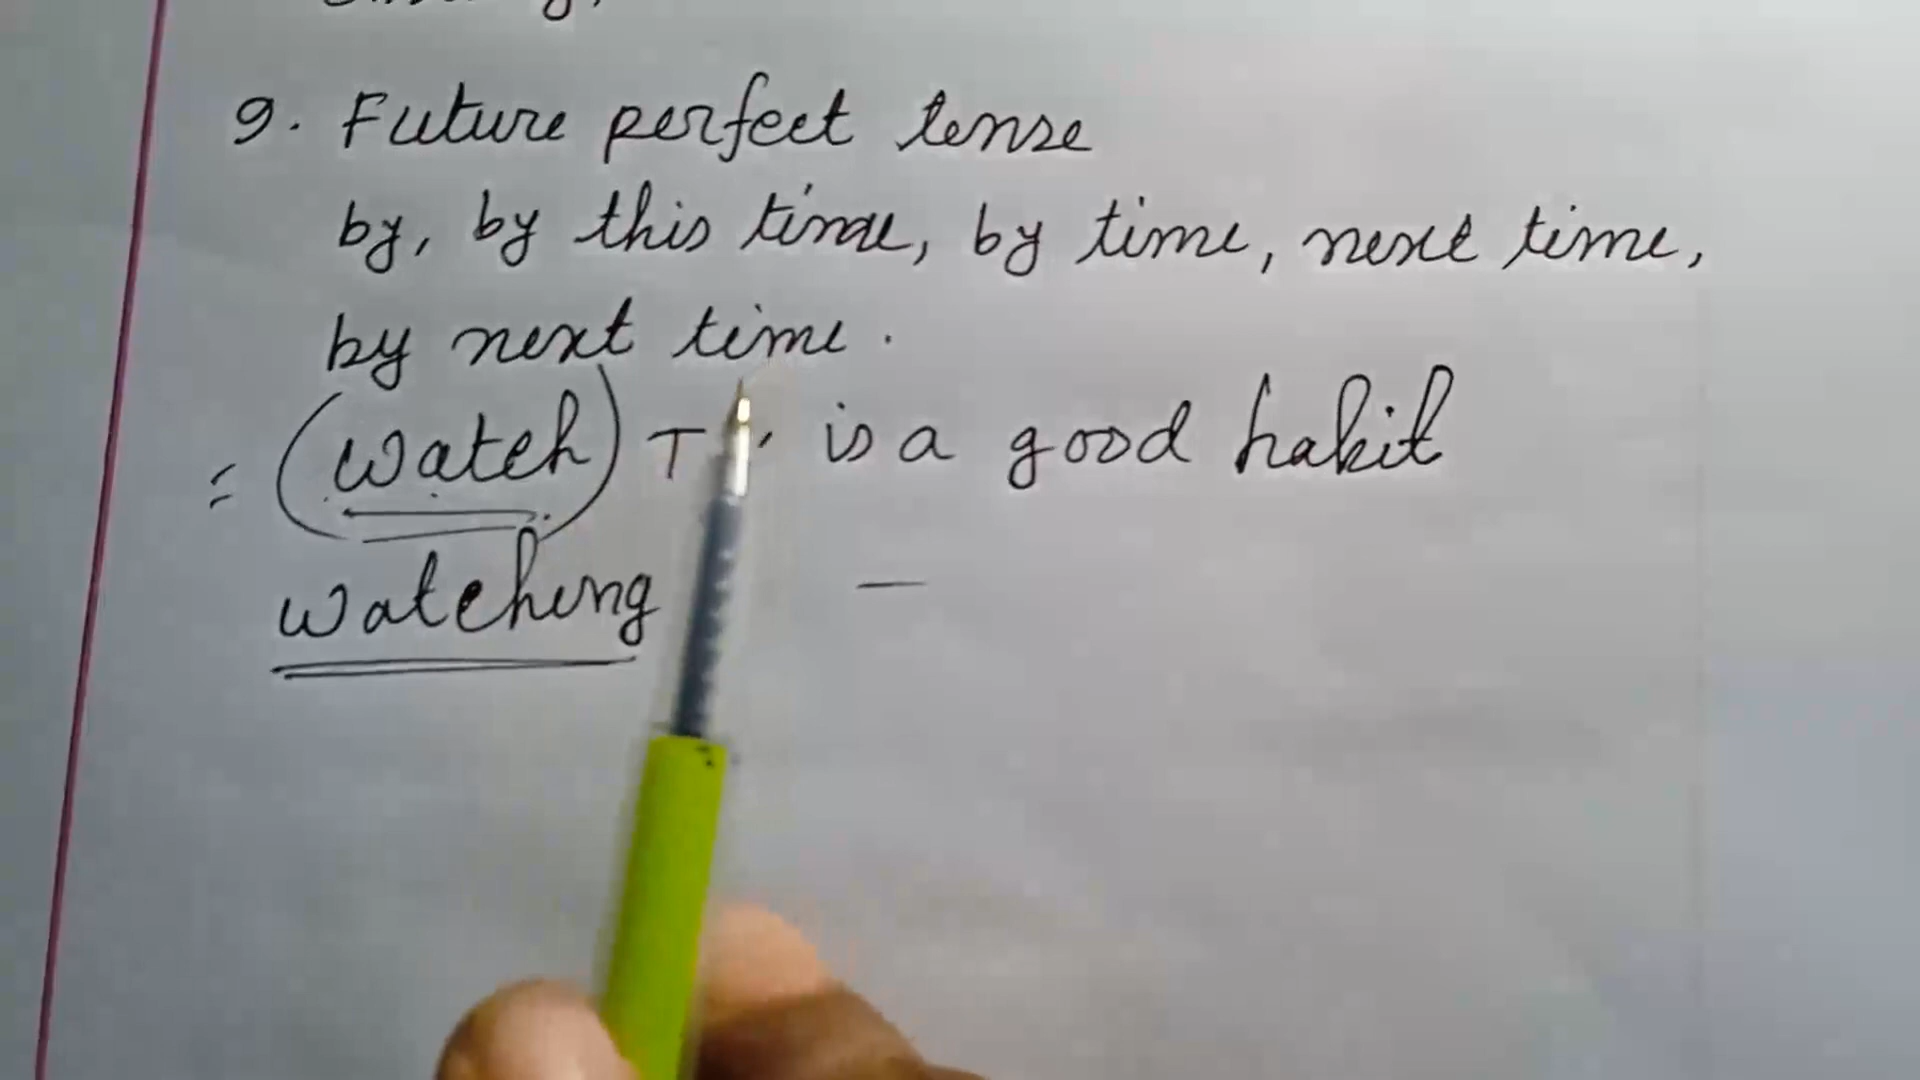 9. Future perfect tense
by, by this time, by time, next time,
by next time.
= (watch) T is a good habit
watching —